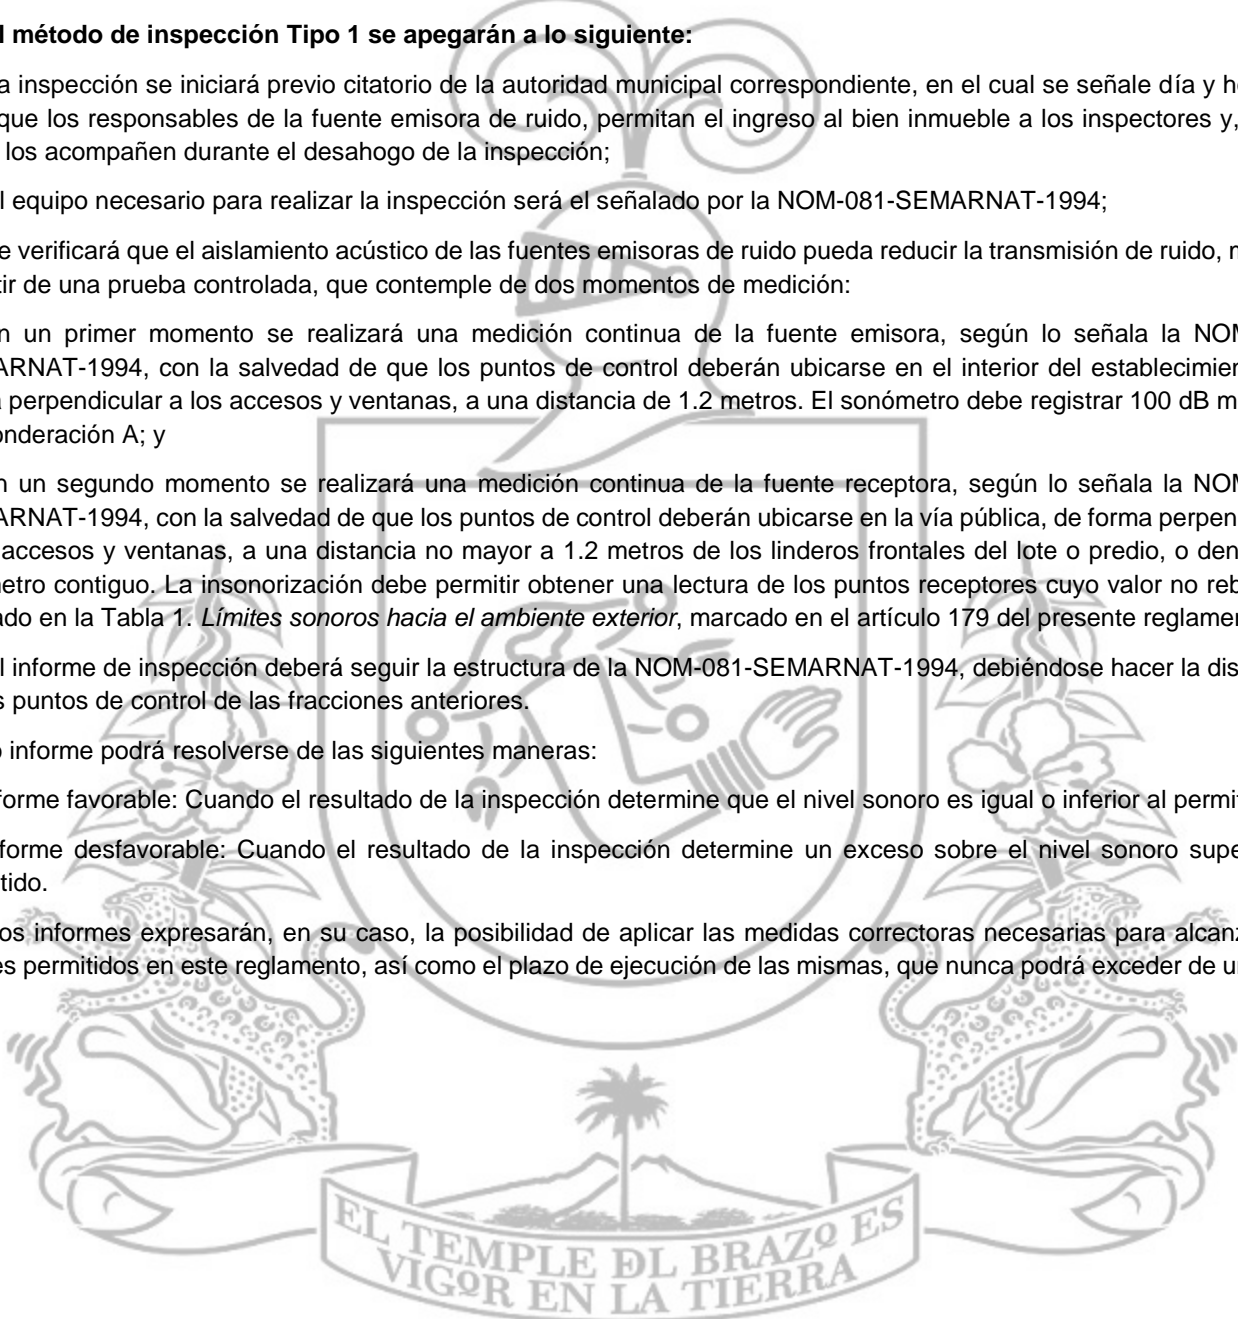 l método de inspección Tipo 1 se apegarán a lo siguiente:
a inspección se iniciará previo citatorio de la autoridad municipal correspondiente, en el cual se señale día y h
que los responsables de la fuente emisora de ruido, permitan el ingreso al bien inmueble a los inspectores y,
los acompañen durante el desahogo de la inspección;
l equipo necesario para realizar la inspección será el señalado por la NOM-081-SEMARNAT-1994;
e verificará que el aislamiento acústico de las fuentes emisoras de ruido pueda reducir la transmisión de ruido, m
tir de una prueba controlada, que contemple de dos momentos de medición:
n un primer momento se realizará una medición continua de la fuente emisora, según lo señala la NOM
ARNAT-1994, con la salvedad de que los puntos de control deberán ubicarse en el interior del establecimien
a perpendicular a los accesos y ventanas, a una distancia de 1.2 metros. El sonómetro debe registrar 100 dB m
onderación A; y
n un segundo momento se realizará una medición continua de la fuente receptora, según lo señala la NOM
ARNAT-1994, con la salvedad de que los puntos de control deberán ubicarse en la vía pública, de forma perpen
accesos y ventanas, a una distancia no mayor a 1.2 metros de los linderos frontales del lote o predio, o den
netro contiguo. La insonorización debe permitir obtener una lectura de los puntos receptores cuyo valor no reb
ado en la Tabla 1. Límites sonoros hacia el ambiente exterior, marcado en el artículo 179 del presente reglamen
l informe de inspección deberá seguir la estructura de la NOM-081-SEMARNAT-1994, debiéndose hacer la dis
s puntos de control de las fracciones anteriores.
o informe podrá resolverse de las siguientes maneras:
forme favorable: Cuando el resultado de la inspección determine que el nivel sonoro es igual o inferior al permit
forme desfavorable: Cuando el resultado de la inspección determine un exceso sobre el nivel sonoro supe
tido.
os informes expresarán, en su caso, la posibilidad de aplicar las medidas correctoras necesarias para alcanz
es permitidos en este reglamento, así como el plazo de ejecución de las mismas, que nunca podrá exceder de u
EL TEMPLE DL BRAZO ES
VIGOR EN LA TIERRA